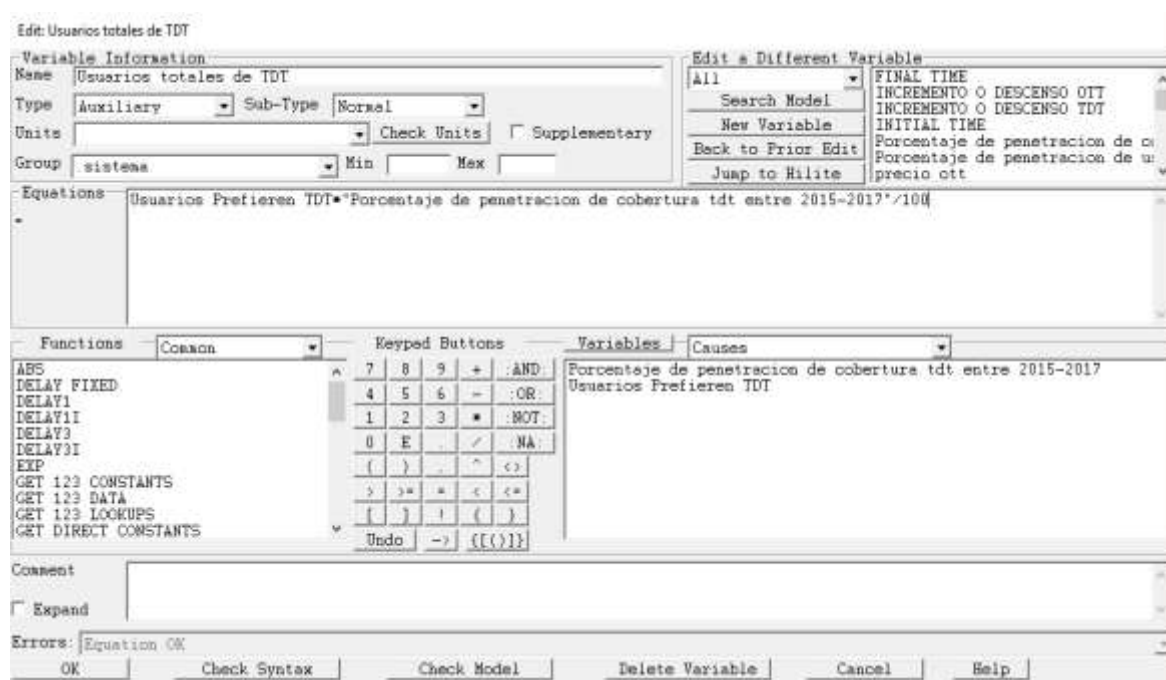 Edit: Usuarios totales de TDT
Variable Information
Name Usuarios totales de TDT
Type Auxiliary Sub-Type Normal
Units Check Units Supplementary
Group .sistema Min Max
Edit a Different Variable
All
Search Model
New Variable
Back to Prior Edit
Jump to Hilite
FINAL TIME
INCREMENTO O DESCENSO OTT
INCREMENTO O DESCENSO TDT
INITIAL TIME
Porcentaje de penetracion de co
Porcentaje de penetracion de u
precio ott
Equations
=
Usuarios Prefieren TDT*"Porcentaje de penetracion de cobertura tdt entre 2015-2017"/100
Functions Common
ABS
DELAY FIXED
DELAY1
DELAY1I
DELAY3
DELAY3I
EXP
GET 123 CONSTANTS
GET 123 DATA
GET 123 LOOKUPS
GET DIRECT CONSTANTS
Keypad Buttons
7 8 9 + :AND:
4 5 6 - :OR:
1 2 3 * :NOT:
0 E . / :NA:
( ) , ^ <>
> >= = < <=
[ ] ! { }
Undo -> {[()]}
Variables Causes
Porcentaje de penetracion de cobertura tdt entre 2015-2017
Usuarios Prefieren TDT
Comment
Expand
Errors: Equation OK
OK Check Syntax Check Model Delete Variable Cancel Help